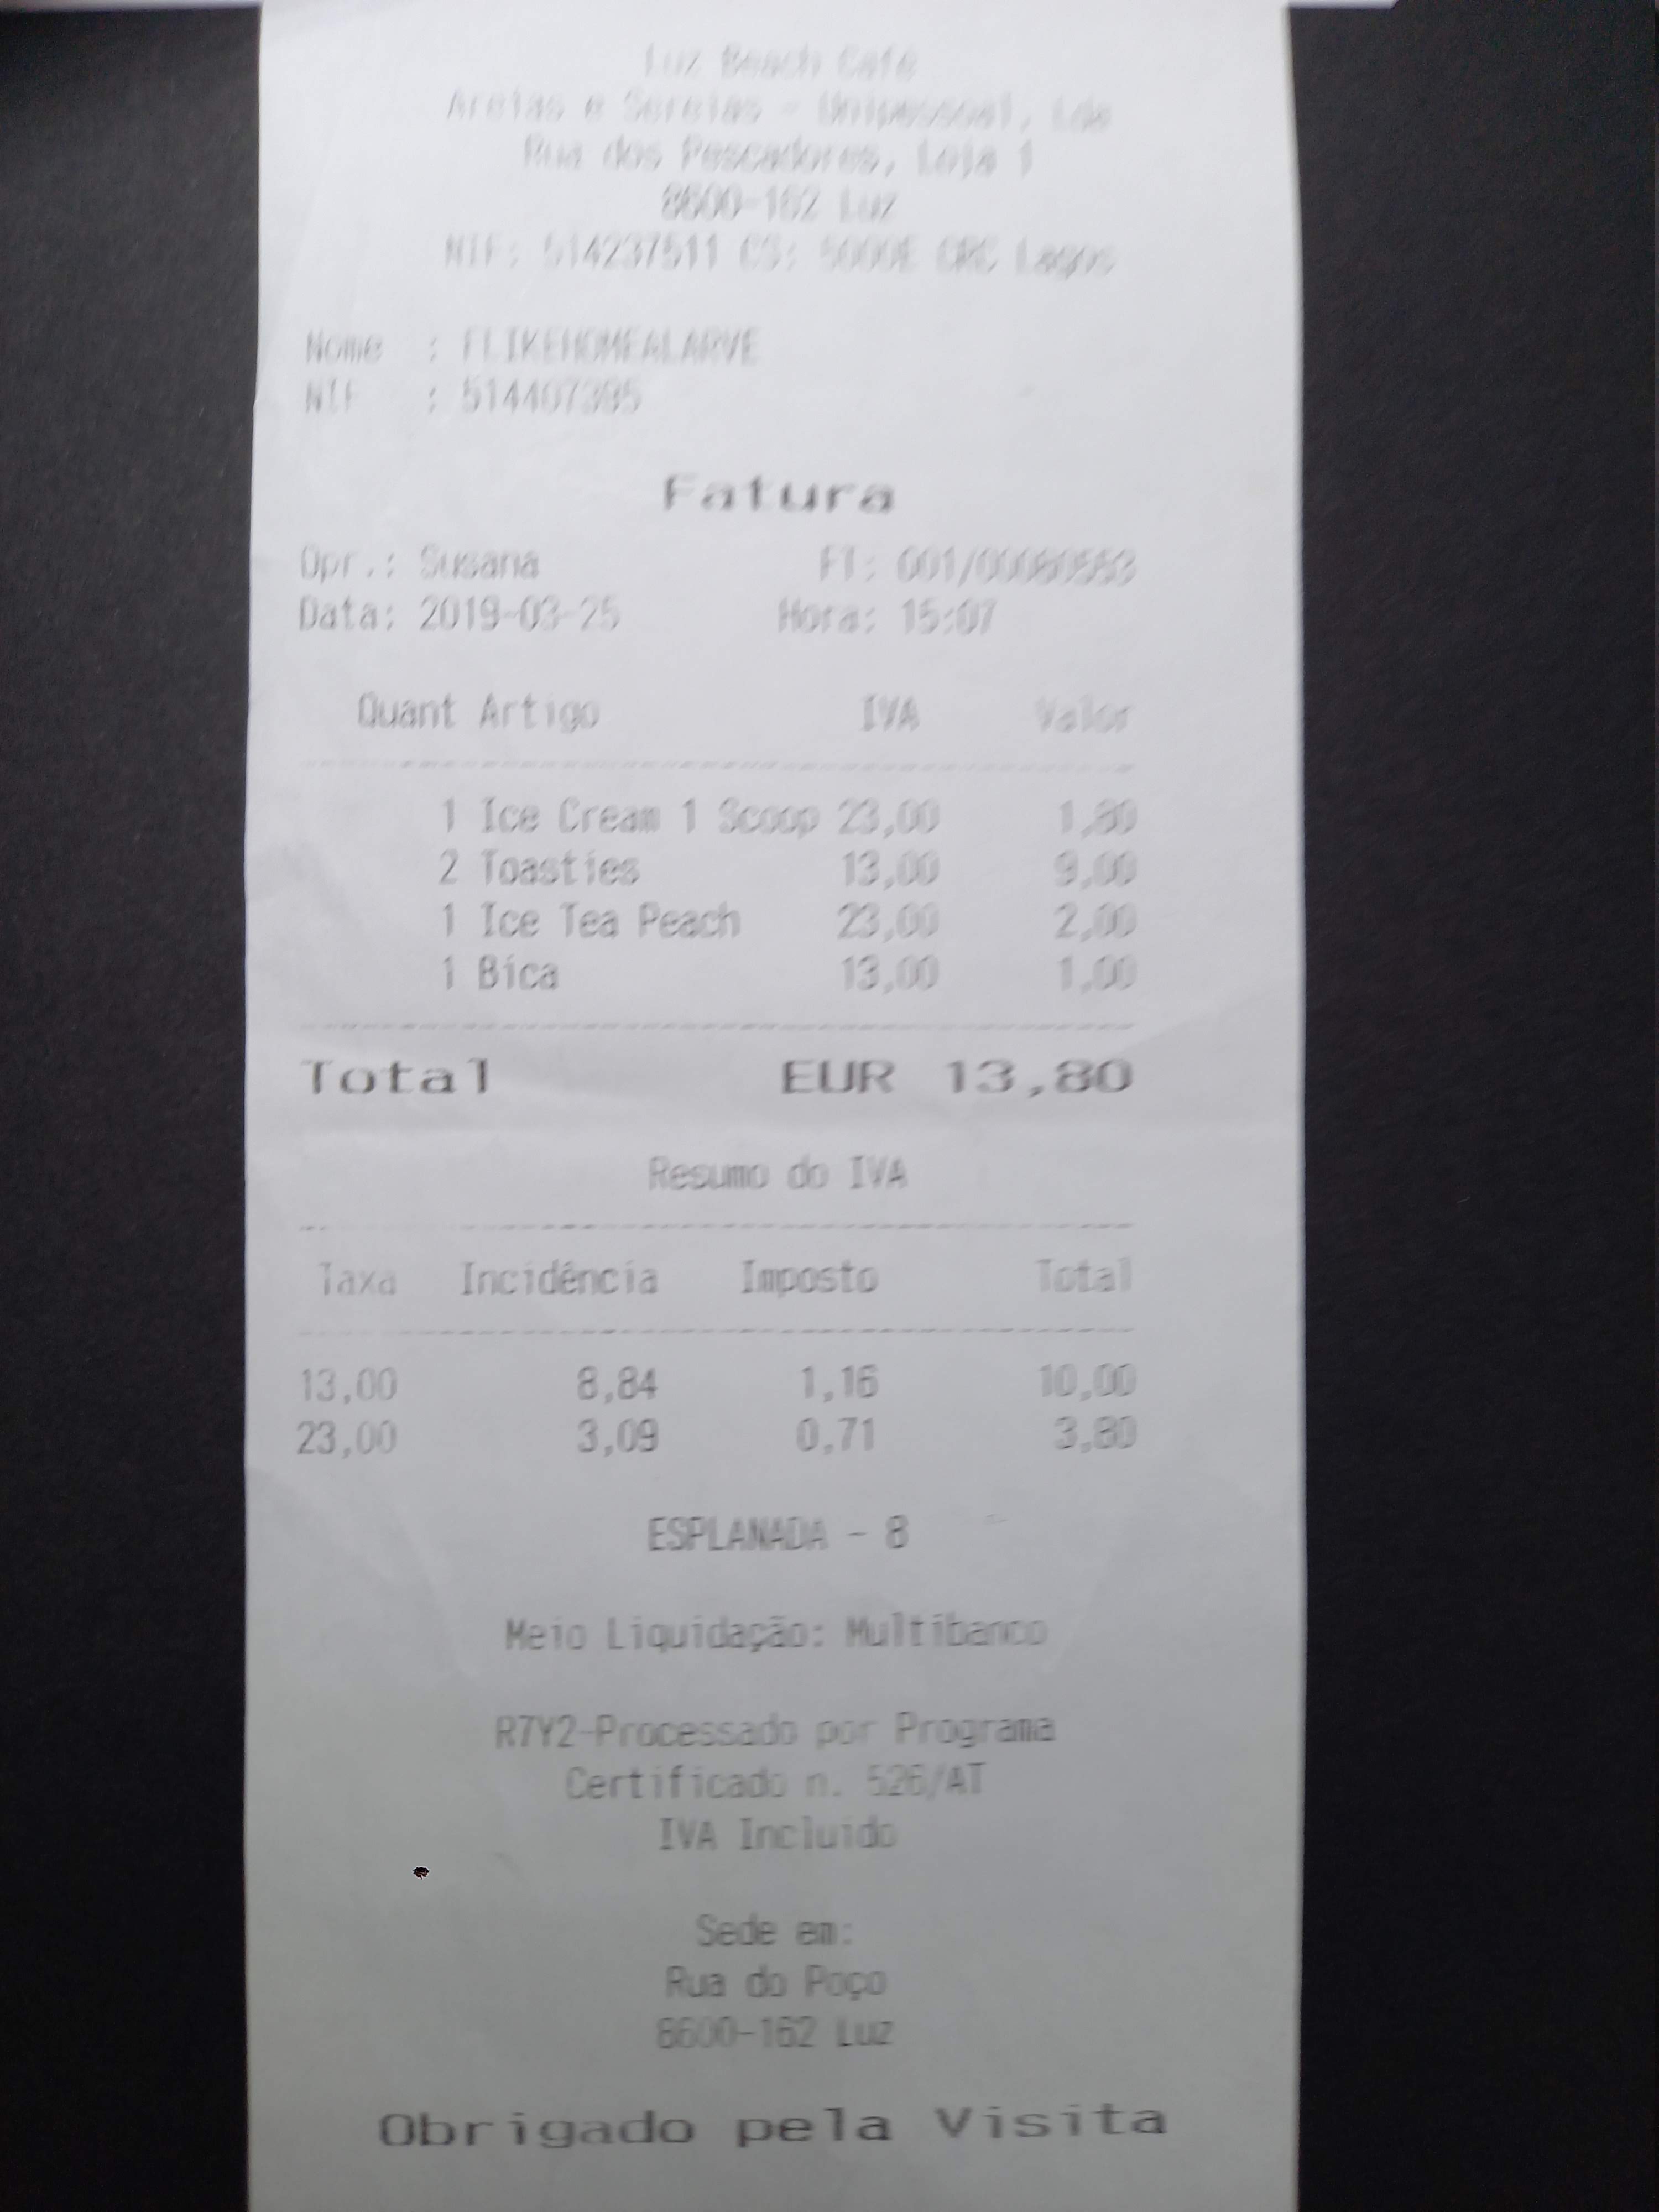 Luz Beach Café
Areias e Sereias - Unipessoal, Lda
Rua dos Pescadores, Loja 1
8600-162 Luz
NIF: 514237511 CS: 5000E CRC Lagos
Nome : FLIKEHOMEALARVE
NIF : 514407395
Fatura
Opr.: Susana FT:
Data: 2019-03-25 Hora: 15:07
Quant Artigo IVA Valor
1 Ice Cream 1 Scoop 23,00 1,80
2 Toasties 13,00 9,00
1 Ice Tea Peach 23,00 2,00
1 Bica 13,00 1,00
Total EUR 13,80
Resumo do IVA
Taxa Incidência Imposto Total
13,00 8,84 1,16 10,00
23,00 3,09 0,71 3,80
ESPLANADA - 8
Meio Liquidação: Multibanco
R7Y2-Processado por Programa
Certificado n. 526/AT
IVA Incluido
Sede em:
Rua do Poço
8600-162 Luz
Obrigado pela Visita